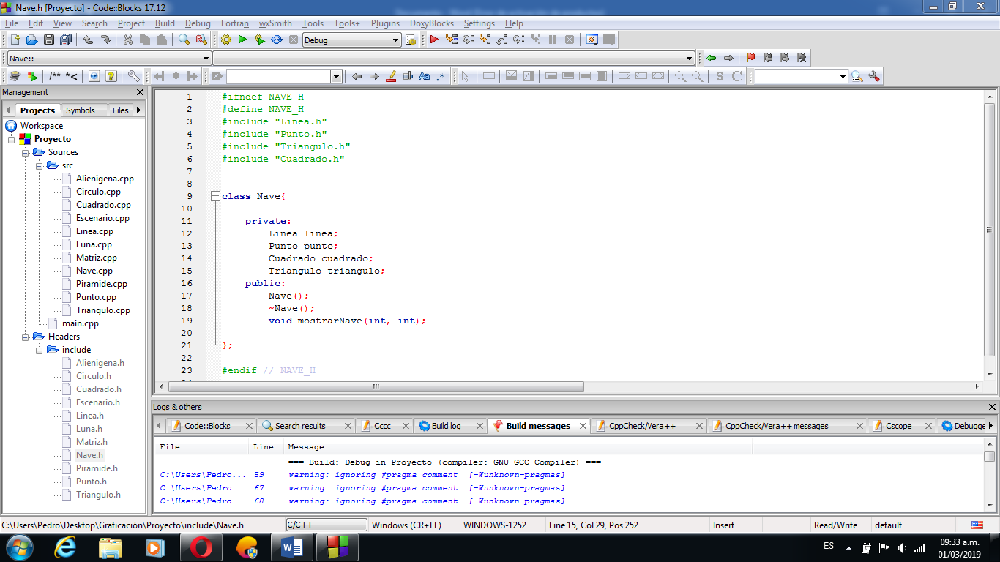 Nave.h [Proyecto] - Code::Blocks 17.12
File Edit View Search Project Build Debug Fortran wxSmith Tools Tools+ Plugins DoxyBlocks Settings Help
Debug
Nave::
/** *<
Aa .*
S C
Management
Projects Symbols Files
Workspace
Proyecto
Sources
src
Alienigena.cpp
Circulo.cpp
Cuadrado.cpp
Escenario.cpp
Linea.cpp
Luna.cpp
Matriz.cpp
Nave.cpp
Piramide.cpp
Punto.cpp
Triangulo.cpp
main.cpp
Headers
include
Alienigena.h
Circulo.h
Cuadrado.h
Escenario.h
Linea.h
Luna.h
Matriz.h
Nave.h
Piramide.h
Punto.h
Triangulo.h
1 #ifndef NAVE_H
2 #define NAVE_H
3 #include "Linea.h"
4 #include "Punto.h"
5 #include "Triangulo.h"
6 #include "Cuadrado.h"
7
8
9 class Nave{
10
11 private:
12 Linea linea;
13 Punto punto;
14 Cuadrado cuadrado;
15 Triangulo triangulo;
16 public:
17 Nave();
18 ~Nave();
19 void mostrarNave(int, int);
20
21 };
22
23 #endif // NAVE_H
Logs & others
Code::Blocks Search results Cccc Build log Build messages CppCheck/Vera++ CppCheck/Vera++ messages Cscope Debugge
File Line Message
=== Build: Debug in Proyecto (compiler: GNU GCC Compiler) ===
C:\Users\Pedro... 59 warning: ignoring #pragma comment [-Wunknown-pragmas]
C:\Users\Pedro... 67 warning: ignoring #pragma comment [-Wunknown-pragmas]
C:\Users\Pedro... 68 warning: ignoring #pragma comment [-Wunknown-pragmas]
C:\Users\Pedro\Desktop\Graficación\Proyecto\include\Nave.h C/C++ Windows (CR+LF) WINDOWS-1252 Line 15, Col 29, Pos 252 Insert Read/Write default
ES 09:33 a.m.
01/03/2019